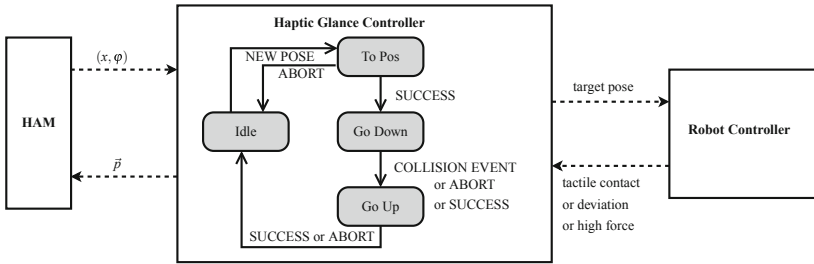 Haptic Glance Controller
HAM
(x, φ)
p⃗
NEW POSE
ABORT
To Pos
SUCCESS
Idle
Go Down
COLLISION EVENT
or ABORT
or SUCCESS
Go Up
SUCCESS or ABORT
target pose
Robot Controller
tactile contact
or deviation
or high force